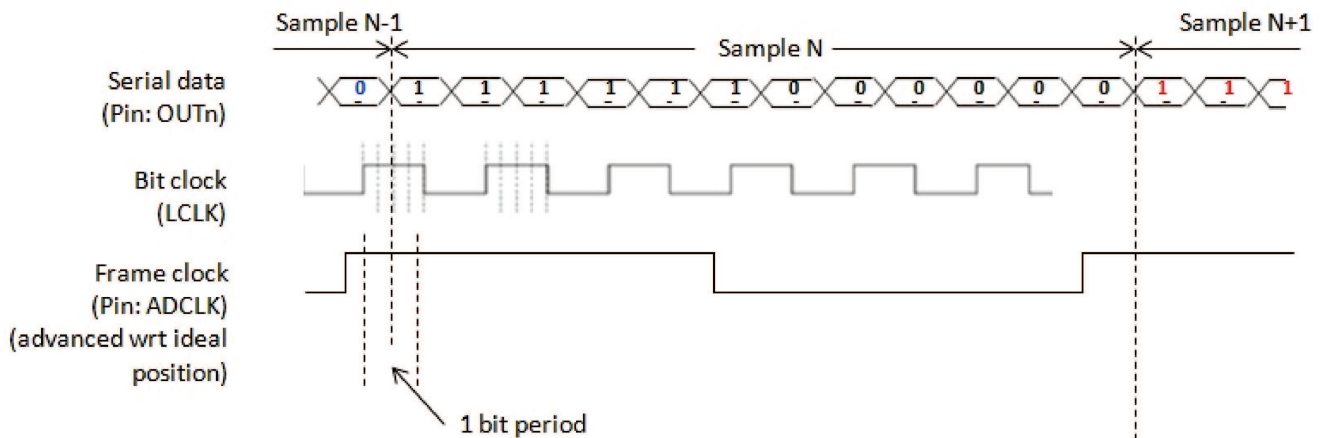 Sample N-1
Sample N
Sample N+1
Serial data
(Pin: OUTn)
0 1 1 1 1 1 1 0 0 0 0 0 0 1 1 1
Bit clock
(LCLK)
Frame clock
(Pin: ADCLK)
(advanced wrt ideal
position)
1 bit period